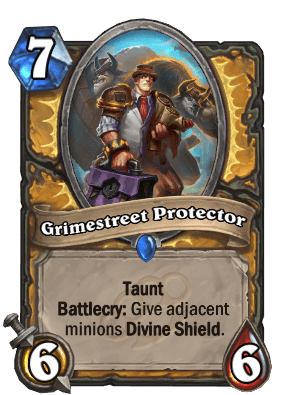 7
Grimestreet Protector
Taunt
Battlecry: Give adjacent
minions Divine Shield.
6
6